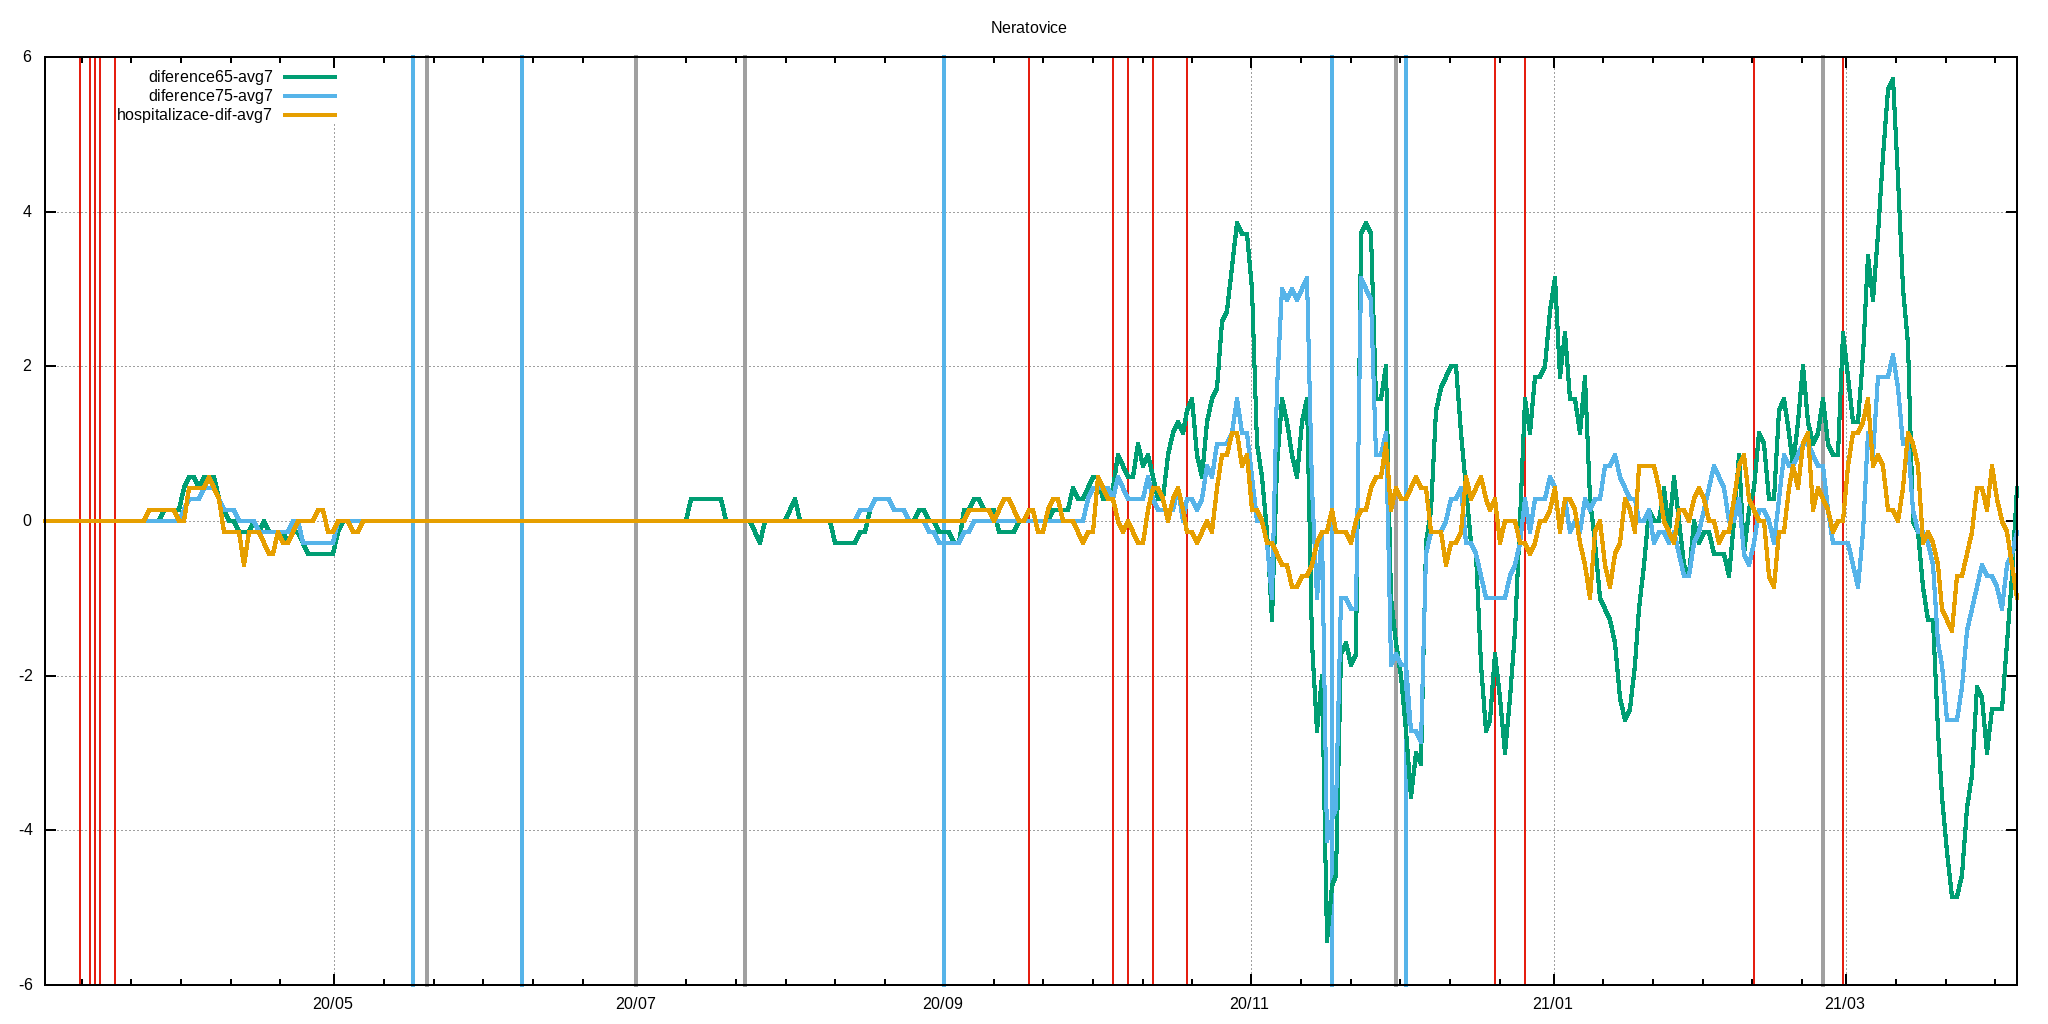 Neratovice
6
diference65-avg7
diference75-avg7
hospitalizace-dif-avg7
4
2
0
-2
-4
-6
20/05 20/07 20/09 20/11 21/01 21/03